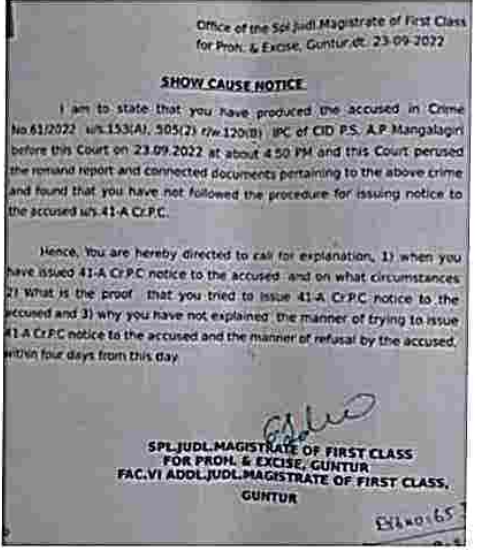 Office of the Spl.Judl.Magistrate of First Class
for Proh. & Excise, Guntur,dt. 23-09-2022
SHOW CAUSE NOTICE
I am to state that you have produced the accused in Crime
No.61/2022 u/s.153(A), 505(2) r/w.120(B) IPC of CID P.S. A.P Mangalagiri
before this Court on 23.09.2022 at about 4.50 PM and this Court perused
the remand report and connected documents pertaining to the above crime
and found that you have not followed the procedure for issuing notice to
the accused u/s.41-A Cr.P.C.
Hence, You are hereby directed to call for explanation, 1) when you
have issued 41-A Cr.P.C notice to the accused and on what circumstances
2) What is the proof that you tried to issue 41-A Cr.P.C notice to the
accused and 3) why you have not explained the manner of trying to issue
41-A Cr.P.C notice to the accused and the manner of refusal by the accused,
within four days from this day
SPL.JUDL.MAGISTRATE OF FIRST CLASS
FOR PROH. & EXCISE, GUNTUR
FAC.VI ADDL.JUDL.MAGISTRATE OF FIRST CLASS,
GUNTUR